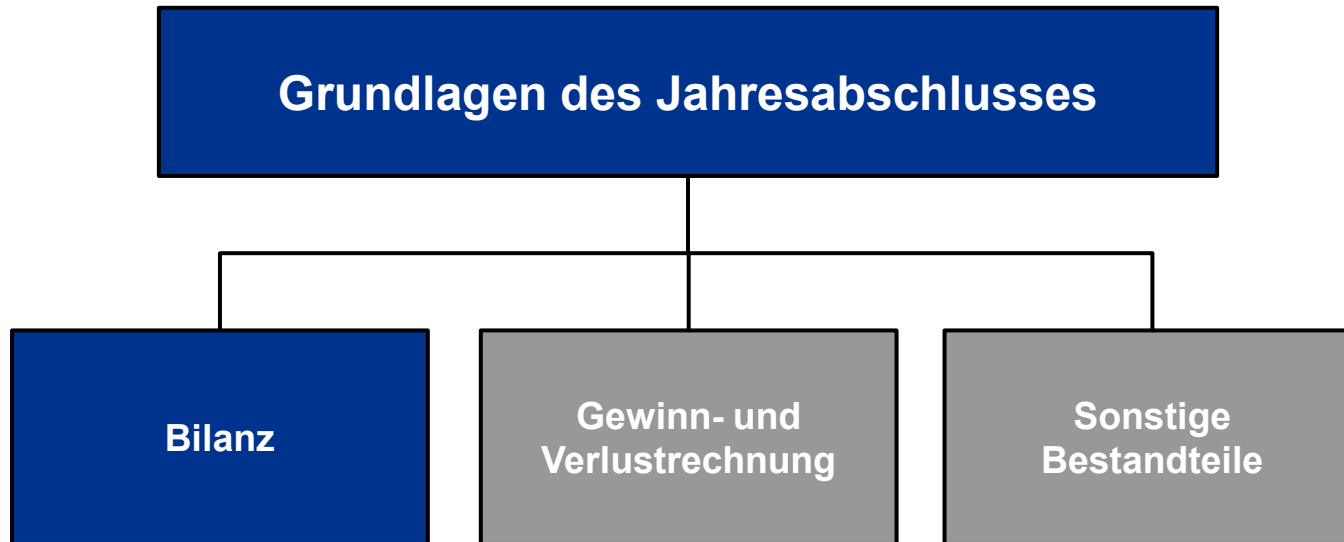 Grundlagen des Jahresabschlusses
Bilanz
Gewinn- und
Verlustrechnung
Sonstige
Bestandteile